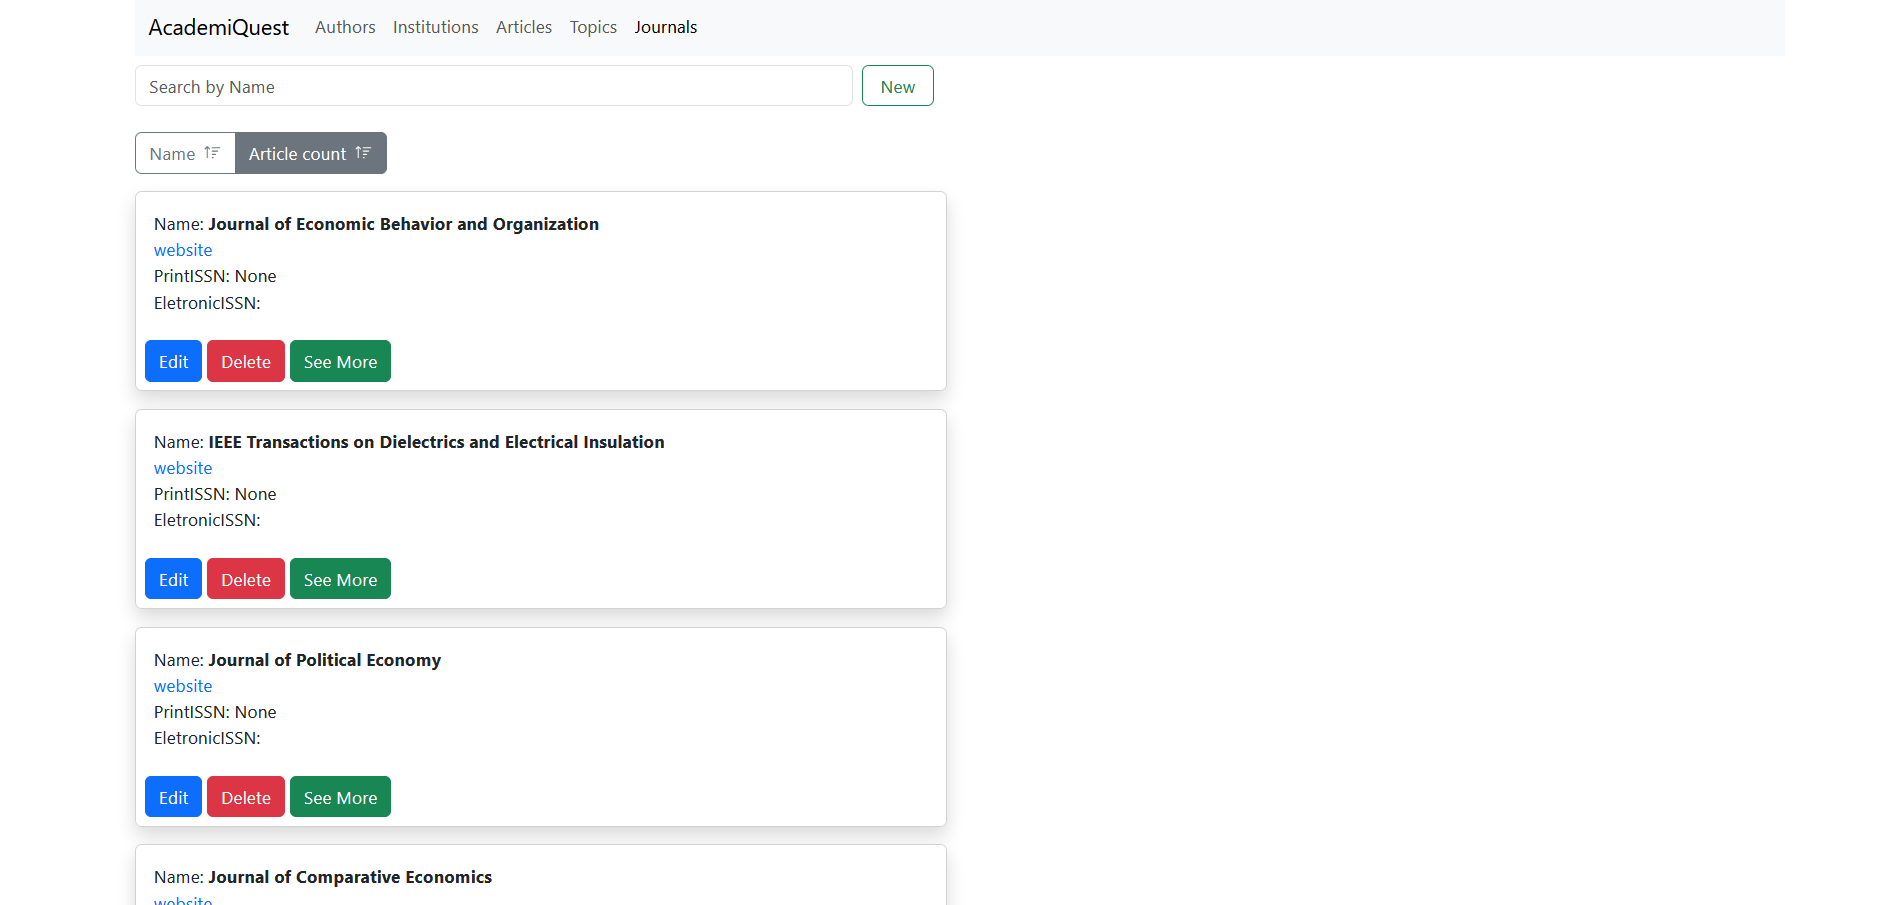 AcademiQuest Authors Institutions Articles Topics Journals
Search by Name New
Name Article count
Name: Journal of Economic Behavior and Organization
website
PrintISSN: None
EletronicISSN:
Edit Delete See More
Name: IEEE Transactions on Dielectrics and Electrical Insulation
website
PrintISSN: None
EletronicISSN:
Edit Delete See More
Name: Journal of Political Economy
website
PrintISSN: None
EletronicISSN:
Edit Delete See More
Name: Journal of Comparative Economics
website